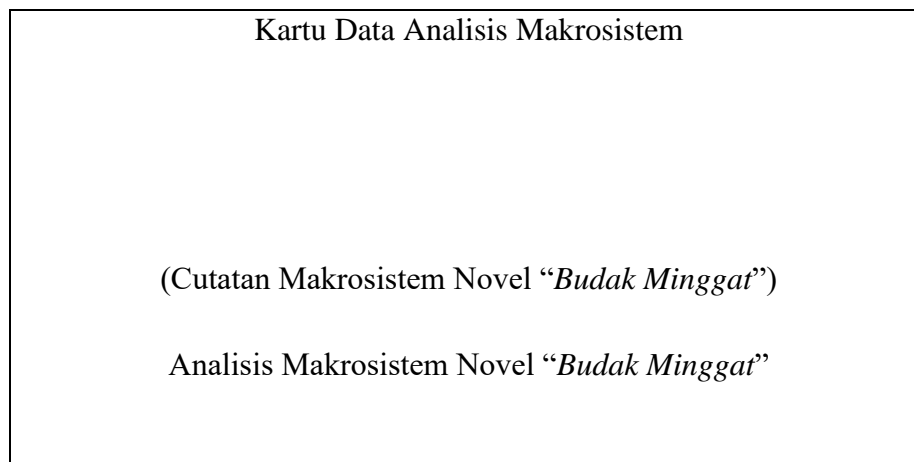 Kartu Data Analisis Makrosistem
(Cutatan Makrosistem Novel “Budak Minggat”)
Analisis Makrosistem Novel “Budak Minggat”